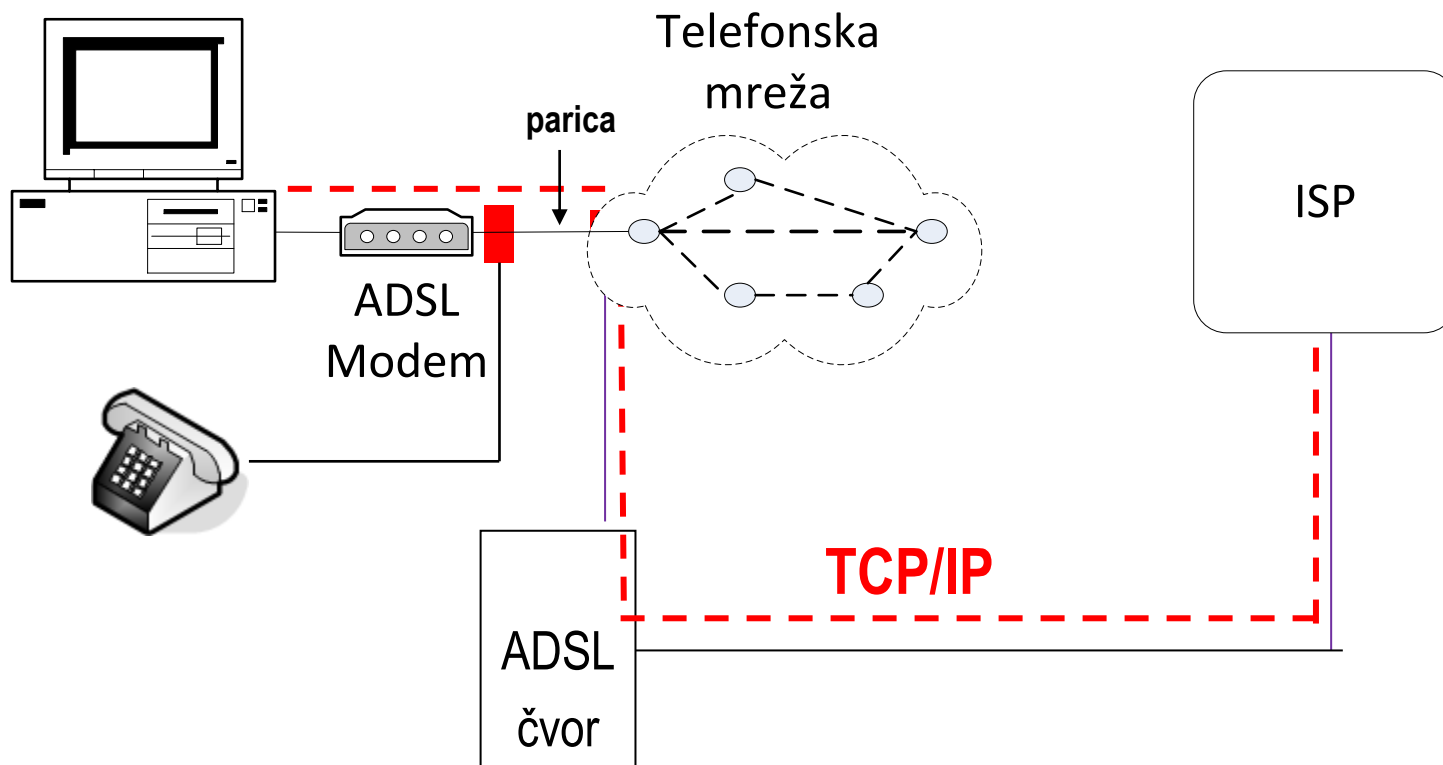 Telefonska
mreža
parica
ISP
ADSL
Modem
TCP/IP
ADSL
čvor